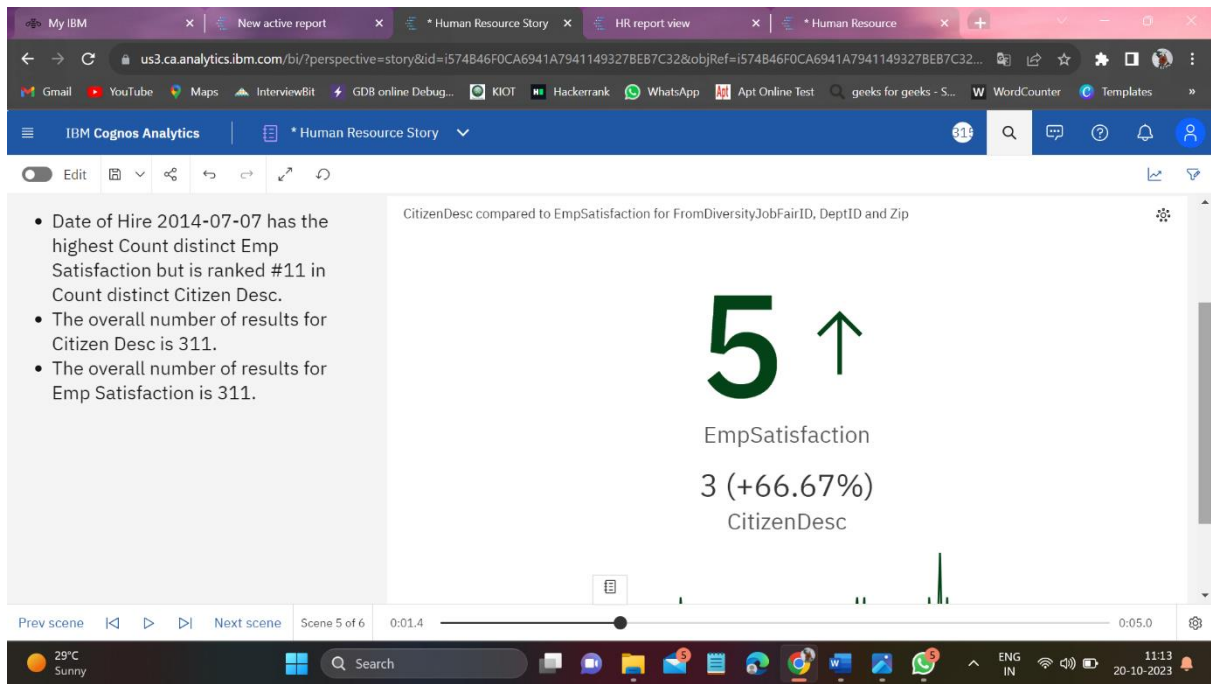 My IBM
New active report
* Human Resource Story
HR report view
* Human Resource
us3.ca.analytics.ibm.com/bi/?perspective=story&id=i574B46F0CA6941A7941149327BEB7C32&objRef=i574B46F0CA6941A7941149327BEB7C32...
Gmail YouTube Maps InterviewBit GDB online Debug... KIOT Hackerrank WhatsApp Apt Online Test geeks for geeks - S... WordCounter Templates »
IBM Cognos Analytics * Human Resource Story
Edit
• Date of Hire 2014-07-07 has the
highest Count distinct Emp
Satisfaction but is ranked #11 in
Count distinct Citizen Desc.
• The overall number of results for
Citizen Desc is 311.
• The overall number of results for
Emp Satisfaction is 311.
CitizenDesc compared to EmpSatisfaction for FromDiversityJobFairID, DeptID and Zip
5
EmpSatisfaction
3 (+66.67%)
CitizenDesc
Prev scene Next scene Scene 5 of 6 0:01.4 0:05.0
29°C
Sunny
Search
5
5
ENG
IN
11:13
20-10-2023